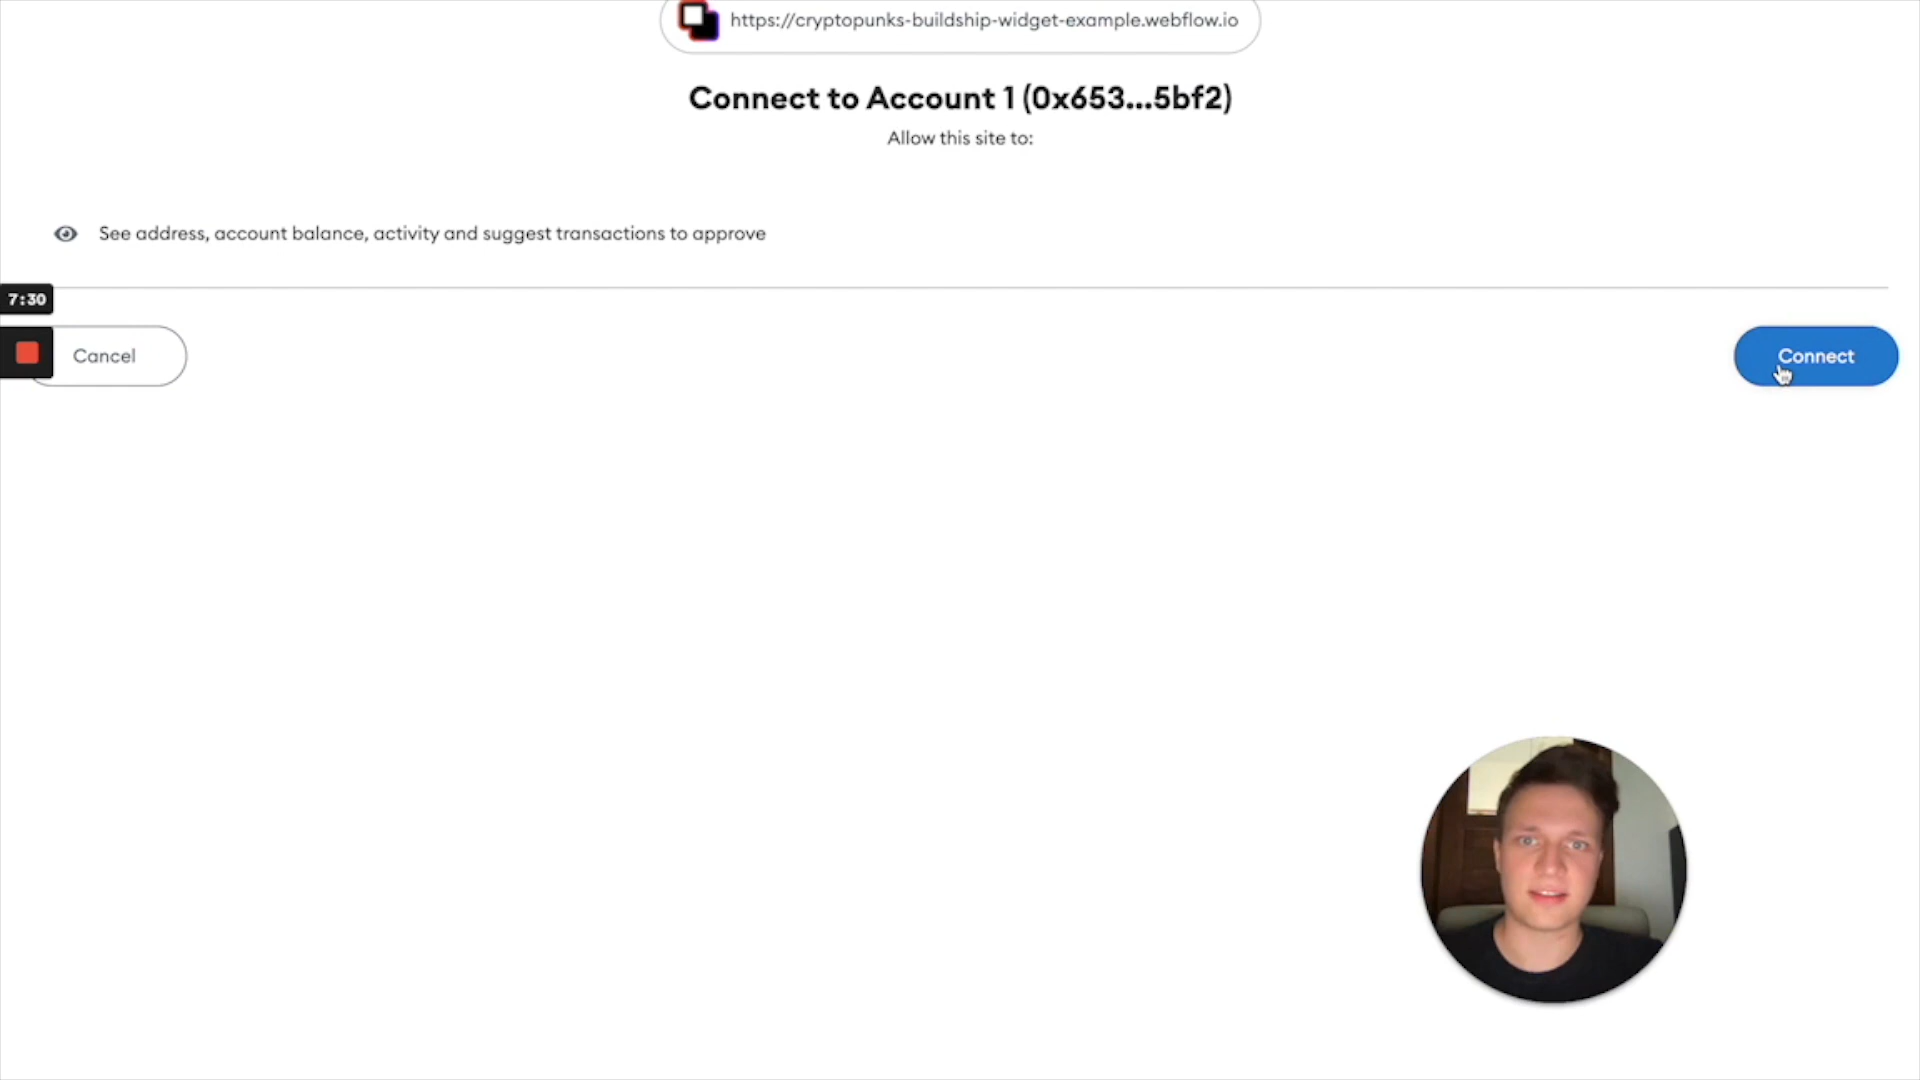 https://cryptopunks-buildship-widget-example.webflow.io
Connect to Account 1 (0x653...5bf2)
Allow this site to:
See address, account balance, activity and suggest transactions to approve
7:30
Cancel
Connect